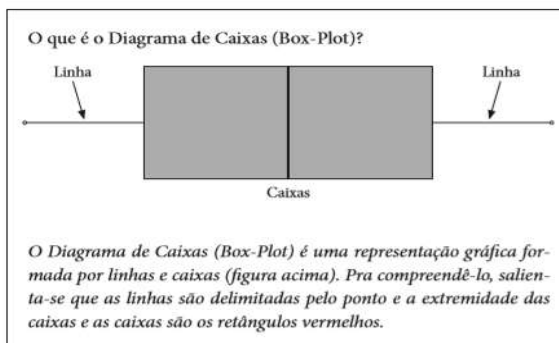 O que é o Diagrama de Caixas (Box-Plot)?
Linha Linha
Caixas
O Diagrama de Caixas (Box-Plot) é uma representação gráfica for-
mada por linhas e caixas (figura acima). Pra compreendê-lo, salien-
ta-se que as linhas são delimitadas pelo ponto e a extremidade das
caixas e as caixas são os retângulos vermelhos.